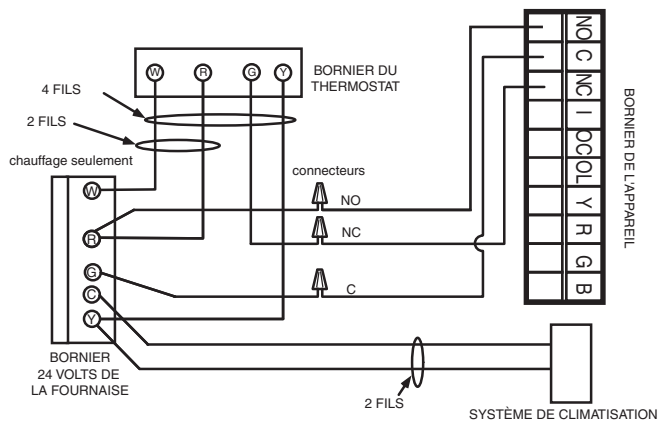 W R G Y
BORNIER DU
THERMOSTAT
4 FILS
2 FILS
chauffage seulement
connecteurs
W
R
G
C
Y
NO
NC
C
NO
C
NC
I
OC
OL
Y
R
G
B
BORNIER DE L'APPAREIL
BORNIER
24 VOLTS DE
LA FOURNAISE
2 FILS
SYSTÈME DE CLIMATISATION